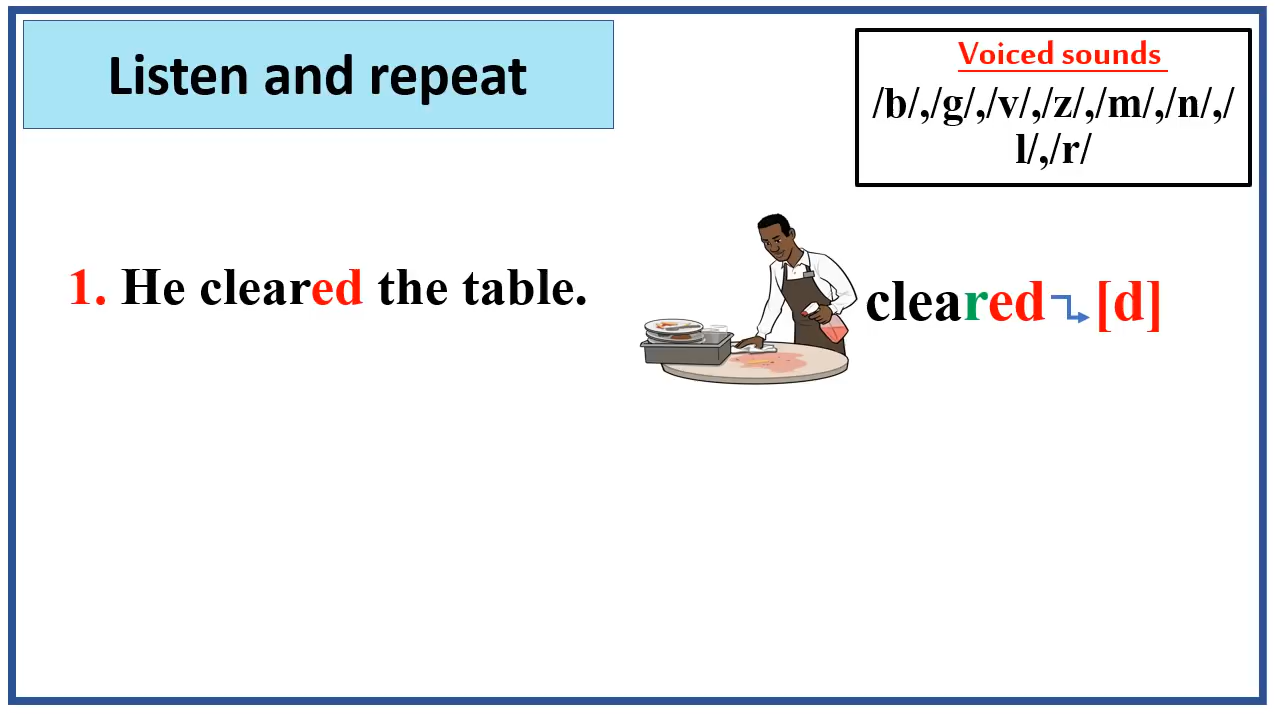 Listen and repeat
Voiced sounds
/b/,/g/,/v/,/z/,/m/,/n/,/
l/,/r/
1. He cleared the table.
cleared [d]